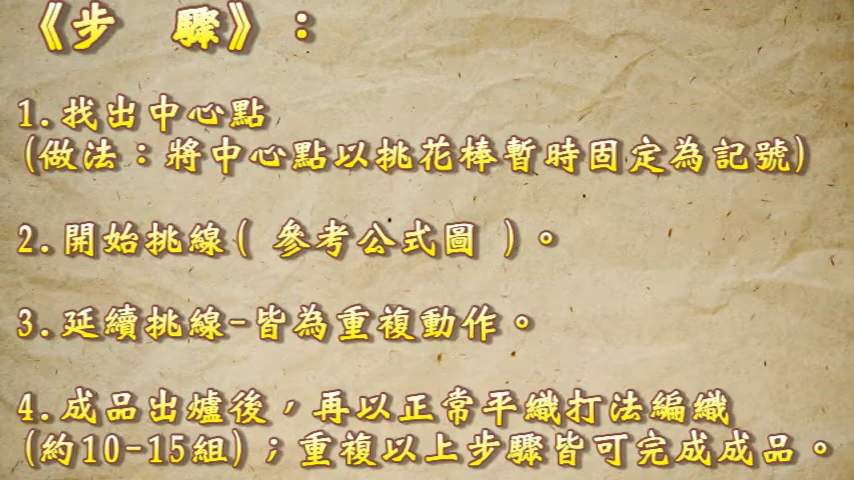 《步 驟》：
1.找出中心點
(做法：將中心點以挑花棒暫時固定為記號)
2.開始挑線( 參考公式圖 )。
3.延續挑線-皆為重複動作。
4.成品出爐後，再以正常平織打法編織
(約10-15組)；重複以上步驟皆可完成成品。